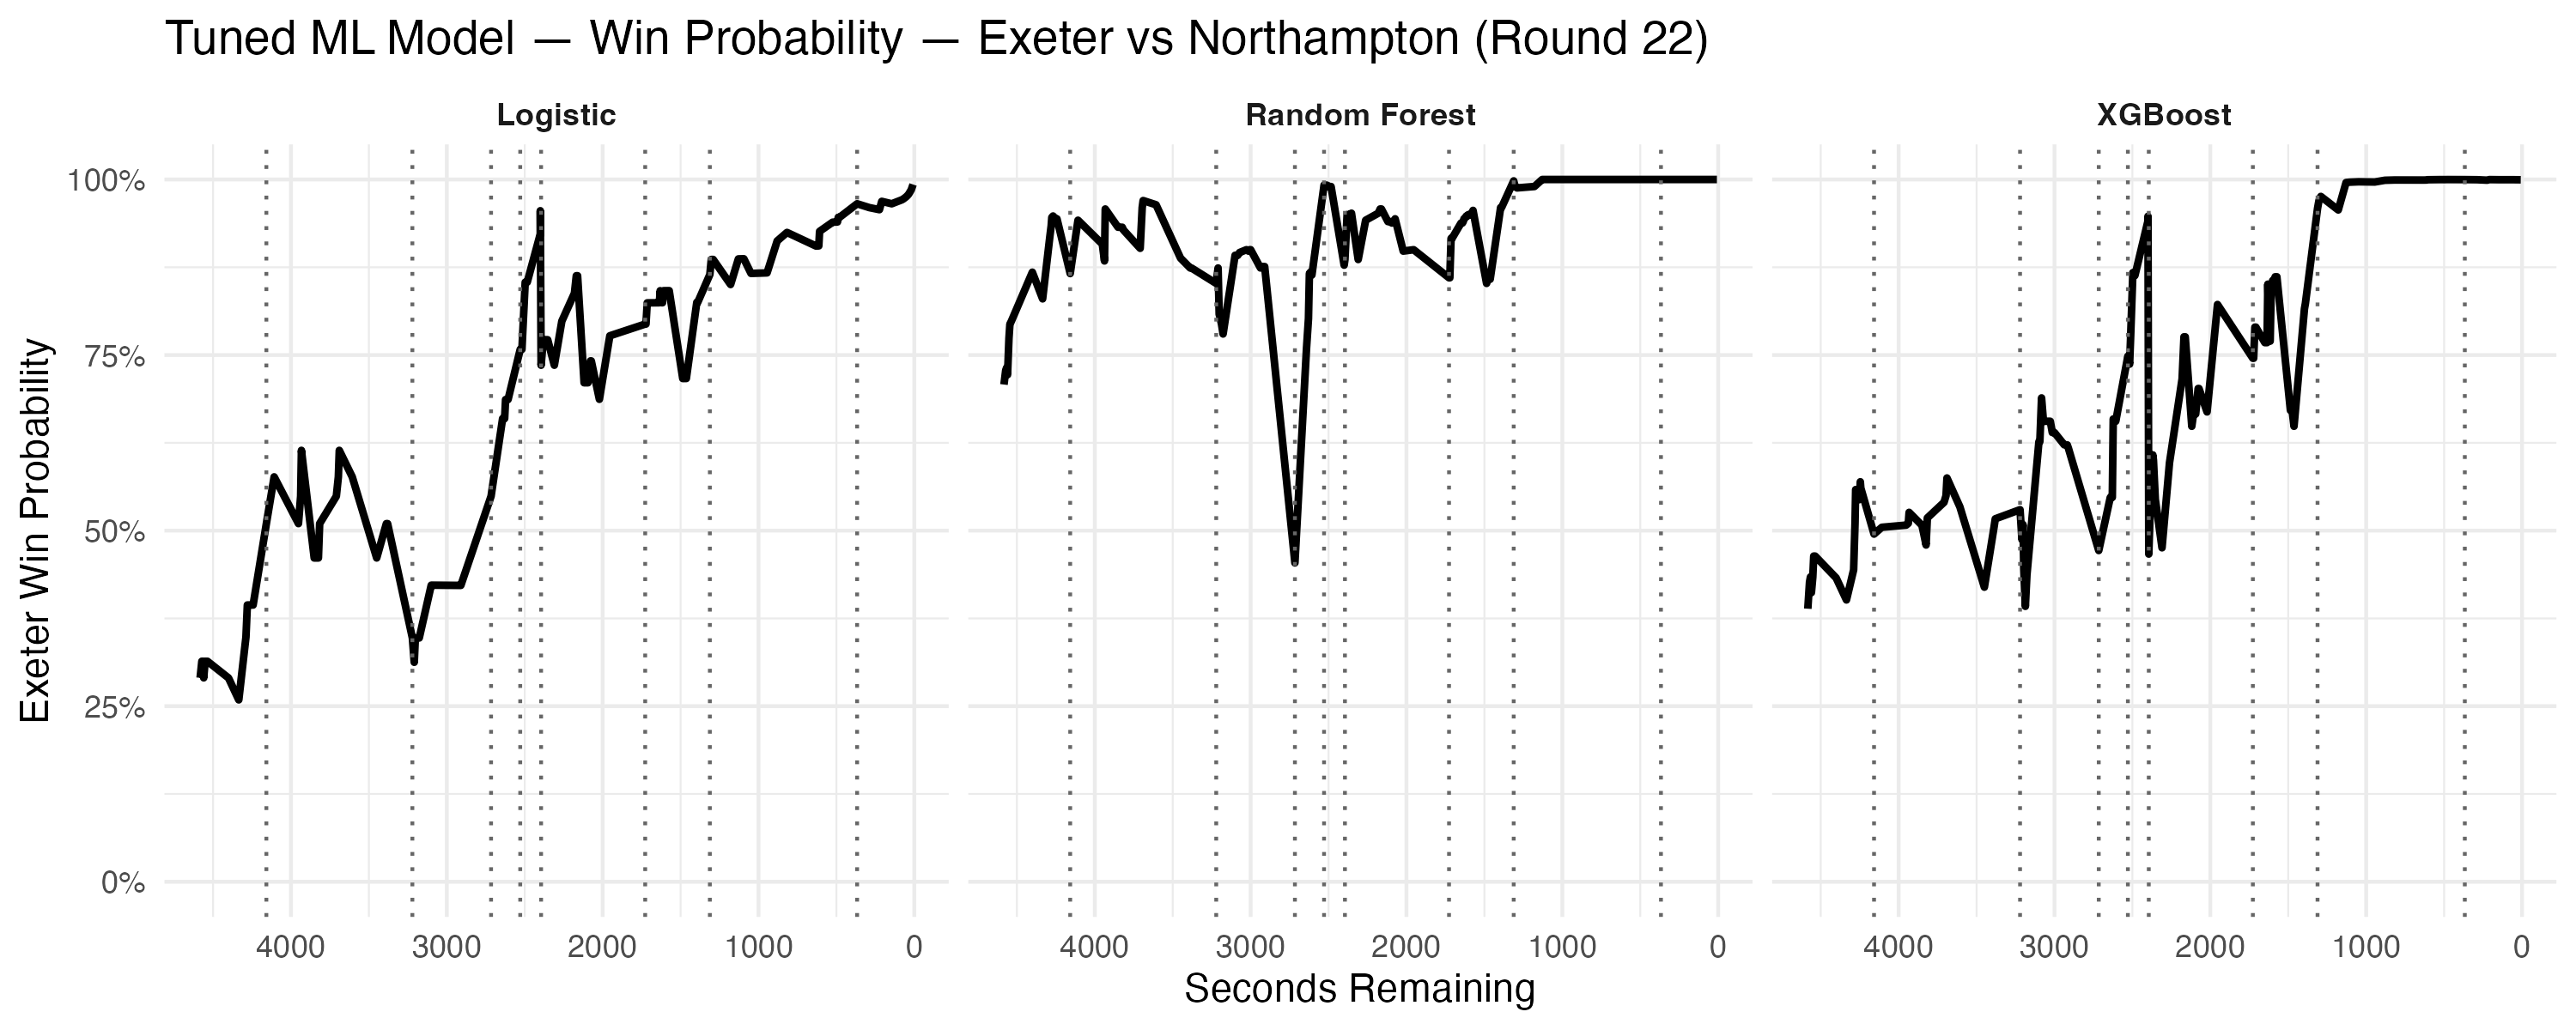 Tuned ML Model — Win Probability — Exeter vs Northampton (Round 22)
Logistic
Random Forest
XGBoost
Exeter Win Probability
100%
75%
50%
25%
0%
4000 3000 2000 1000 0
4000 3000 2000 1000 0
4000 3000 2000 1000 0
Seconds Remaining